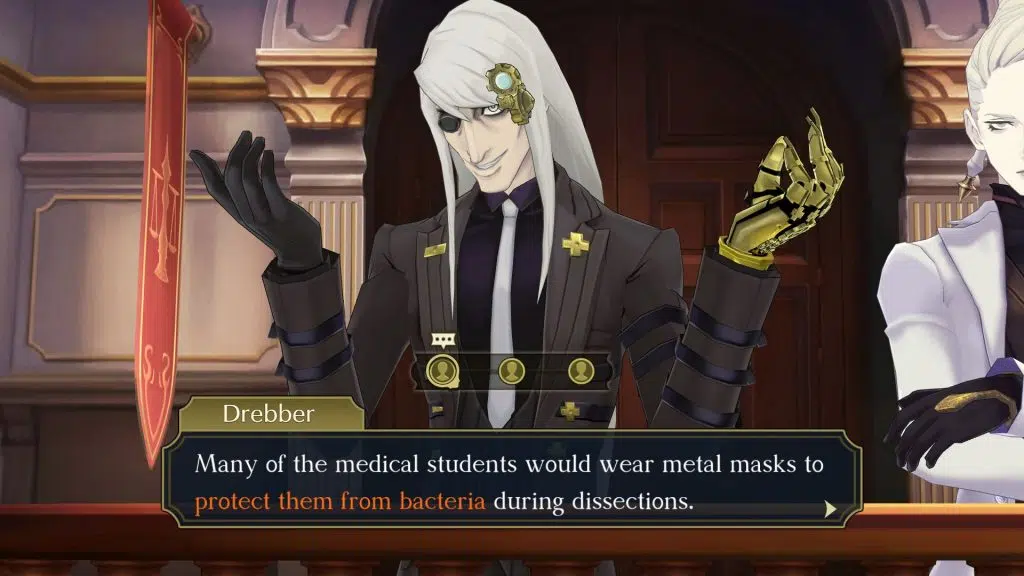 Drebber
Many of the medical students would wear metal masks to
protect them from bacteria during dissections.